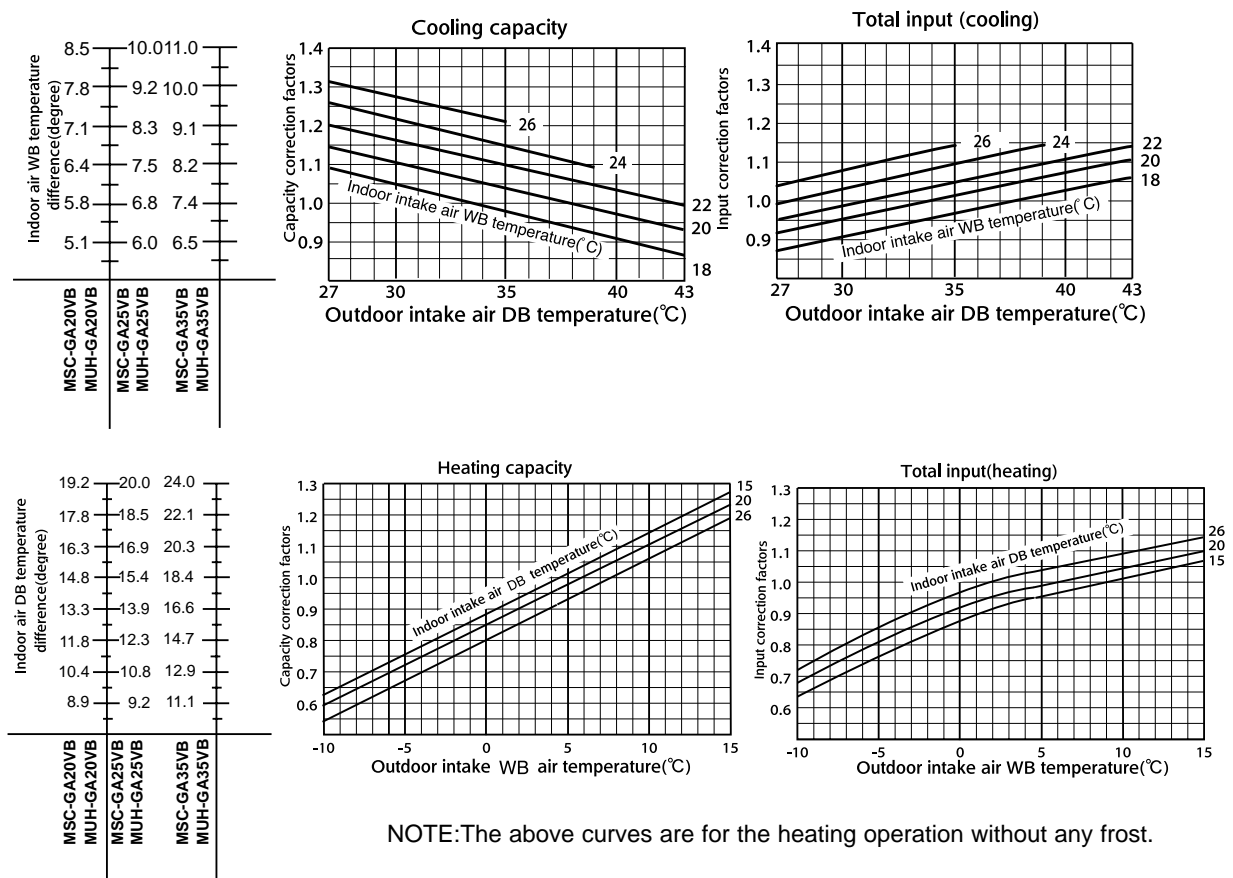 Cooling capacity
Total input (cooling)
Indoor air WB temperature
difference(degree)
8.5 10.0 11.0
7.8 9.2 10.0
7.1 8.3 9.1
6.4 7.5 8.2
5.8 6.8 7.4
5.1 6.0 6.5
MSC-GA20VB
MUH-GA20VB
MSC-GA25VB
MUH-GA25VB
MSC-GA35VB
MUH-GA35VB
Capacity correction factors
1.4
1.3
1.2
1.1
1.0
0.9
26
24
22
20
18
Indoor intake air WB temperature(°C)
27 30 35 40 43
Outdoor intake air DB temperature(°C)
Input correction factors
1.4
1.3
1.2
1.1
1.0
0.9
26
24
22
20
18
Indoor intake air WB temperature(°C)
27 30 35 40 43
Outdoor intake air DB temperature(°C)
Indoor air DB temperature
difference(degree)
19.2 20.0 24.0
17.8 18.5 22.1
16.3 16.9 20.3
14.8 15.4 18.4
13.3 13.9 16.6
11.8 12.3 14.7
10.4 10.8 12.9
8.9 9.2 11.1
MSC-GA20VB
MUH-GA20VB
MSC-GA25VB
MUH-GA25VB
MSC-GA35VB
MUH-GA35VB
Heating capacity
Capacity correction factors
1.3
1.2
1.1
1.0
0.9
0.8
0.7
0.6
15
20
26
Indoor intake air DB temperature(°C)
-10 -5 0 5 10 15
Outdoor intake WB air temperature(°C)
Total input(heating)
Input correction factors
1.3
1.2
1.1
1.0
0.9
0.8
0.7
0.6
26
20
15
Indoor intake air DB temperature(°C)
-10 -5 0 5 10 15
Outdoor intake air WB temperature(°C)
NOTE:The above curves are for the heating operation without any frost.